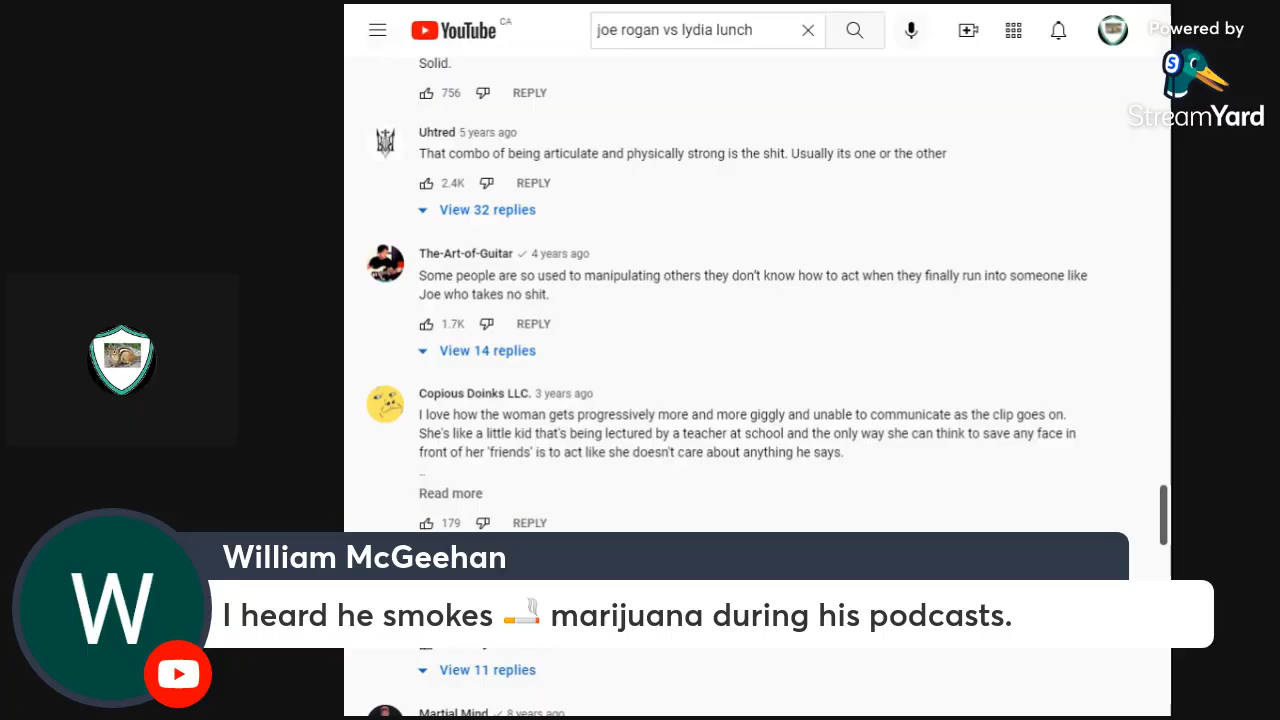 YouTube CA
joe rogan vs lydia lunch
Powered by
StreamYard
Solid.
756 REPLY
Uhtred 5 years ago
That combo of being articulate and physically strong is the shit. Usually its one or the other
2.4K REPLY
View 32 replies
The-Art-of-Guitar 4 years ago
Some people are so used to manipulating others they don't know how to act when they finally run into someone like
Joe who takes no shit.
1.7K REPLY
View 14 replies
Copious Doinks LLC. 3 years ago
I love how the woman gets progressively more and more giggly and unable to communicate as the clip goes on.
She's like a little kid that's being lectured by a teacher at school and the only way she can think to save any face in
front of her 'friends' is to act like she doesn't care about anything he says.
..
Read more
179 REPLY
W
William McGeehan
I heard he smokes 🚬 marijuana during his podcasts.
View 11 replies
Martial Mind 8 years ago